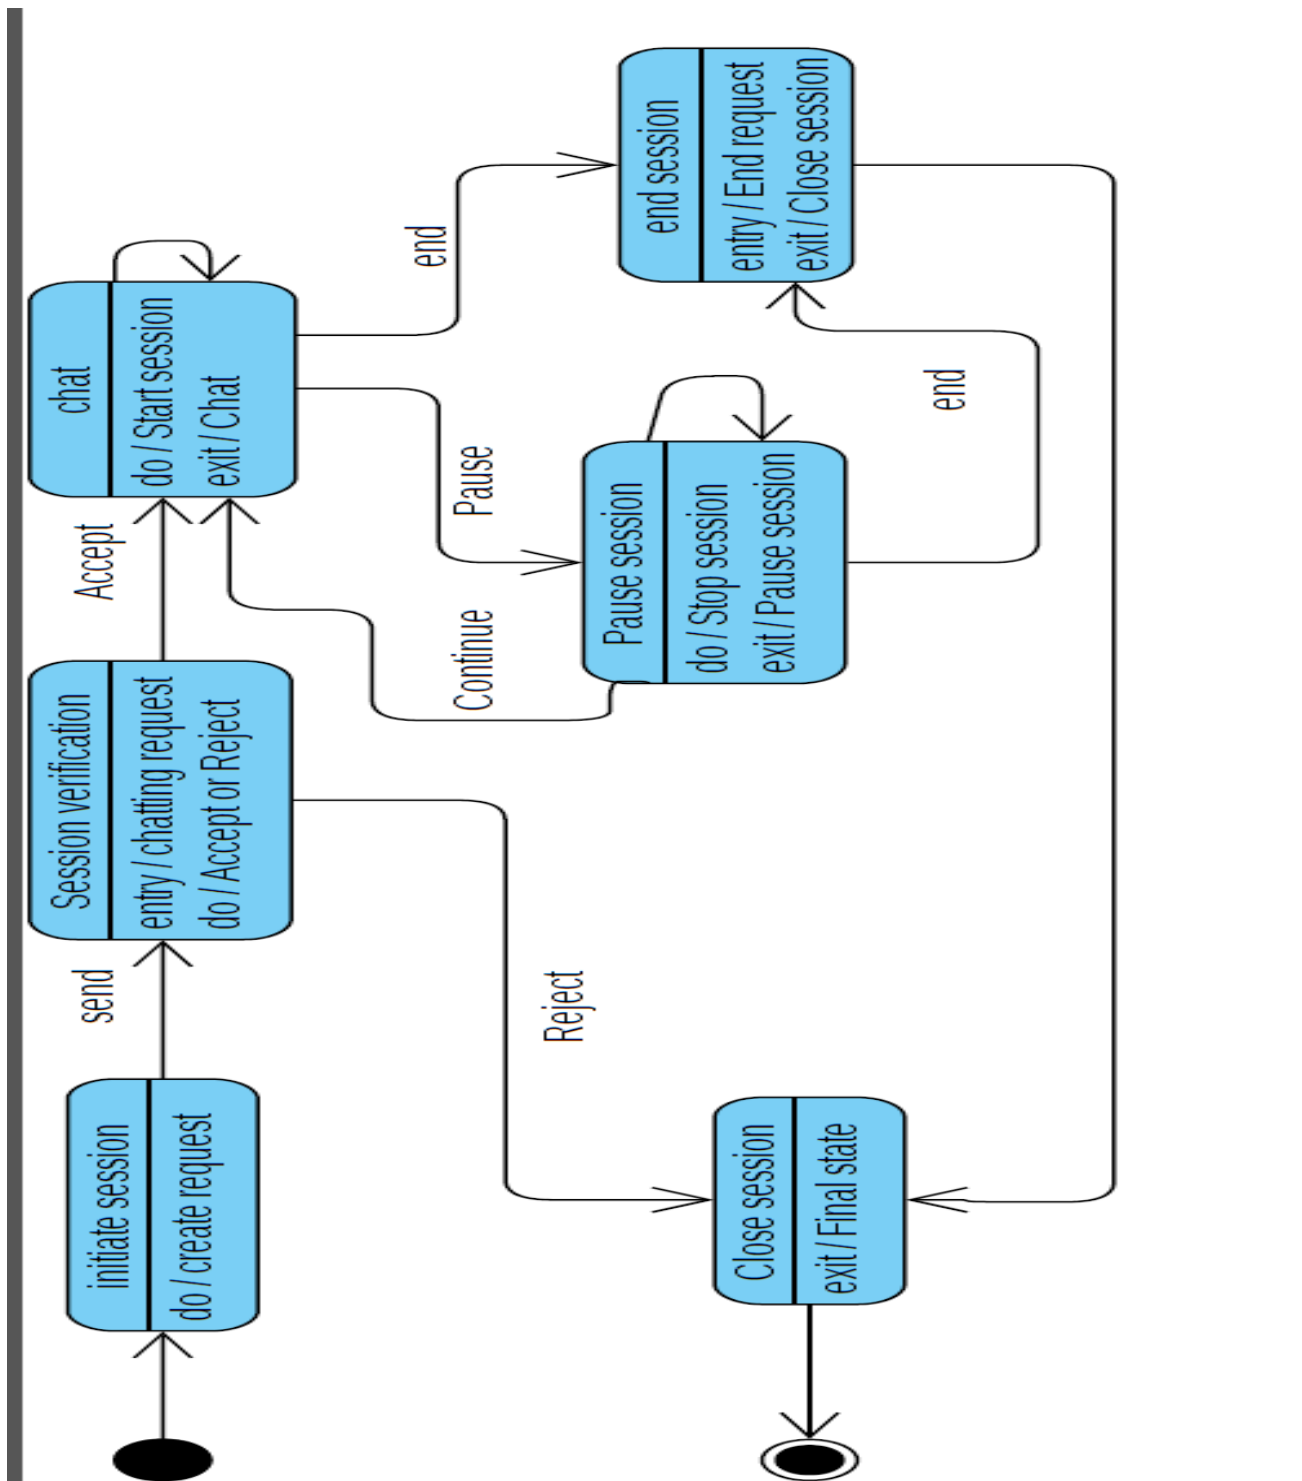 initiate session
do / create request
send
Session verification
entry / chatting request
do / Accept or Reject
Accept
chat
do / Start session
exit / Chat
end
Pause
Continue
Reject
Pause session
do / Stop session
exit / Pause session
end
end session
entry / End request
exit / Close session
Close session
exit / Final state